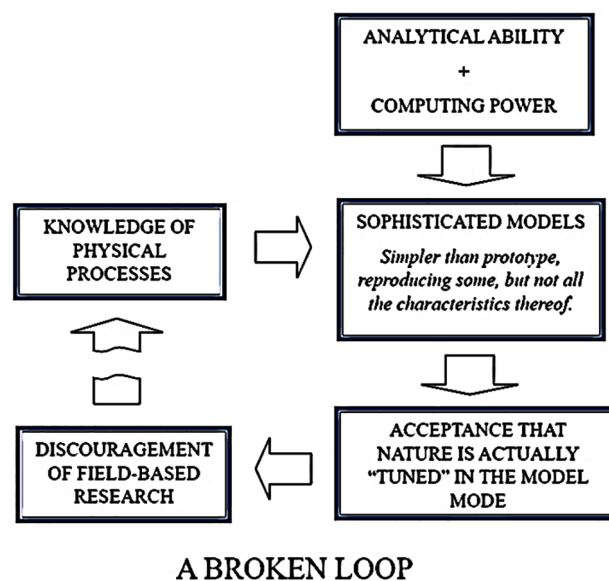 ANALYTICAL ABILITY
+
COMPUTING POWER
KNOWLEDGE OF
PHYSICAL
PROCESSES
SOPHISTICATED MODELS
Simpler than prototype,
reproducing some, but not all
the characteristics thereof.
DISCOURAGEMENT
OF FIELD-BASED
RESEARCH
ACCEPTANCE THAT
NATURE IS ACTUALLY
“TUNED” IN THE MODEL
MODE
A BROKEN LOOP